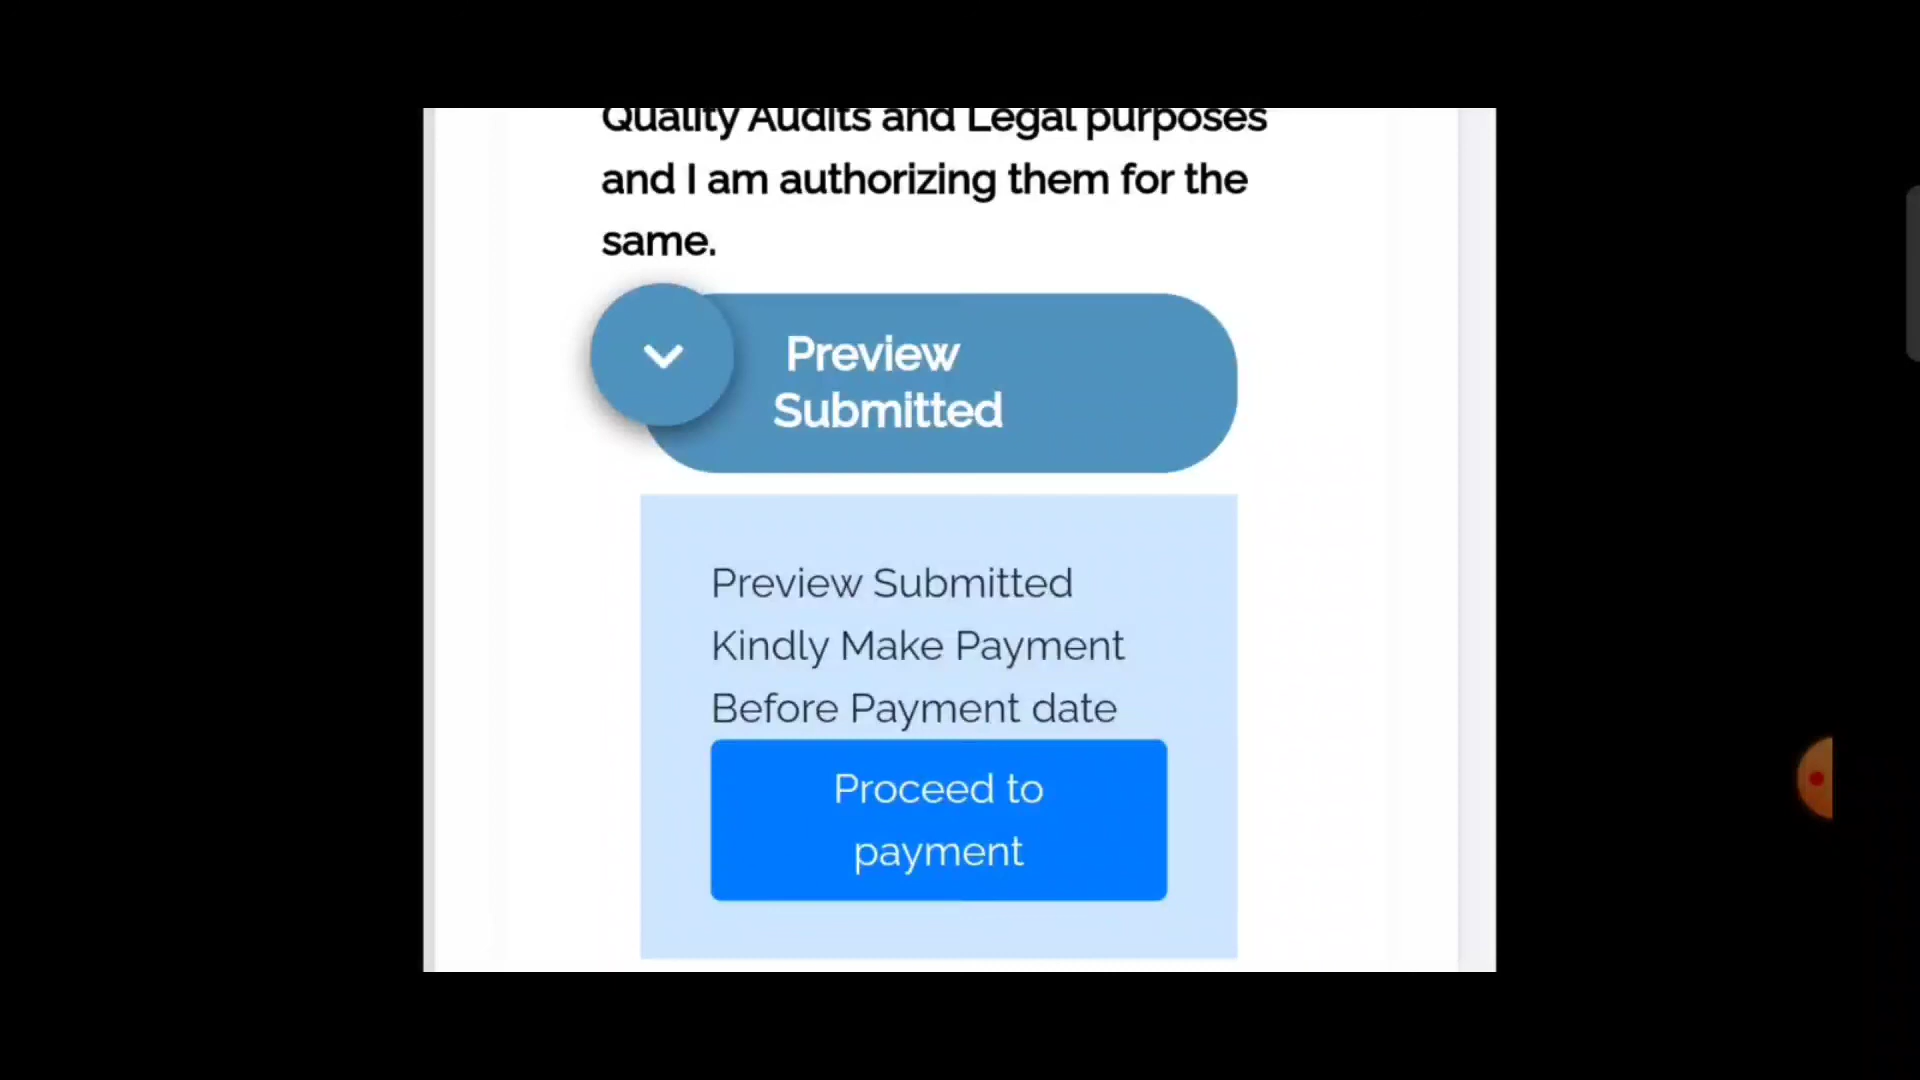 Quality Audits and Legal purposes
and I am authorizing them for the
same.
Preview
Submitted
Preview Submitted
Kindly Make Payment
Before Payment date
Proceed to
payment